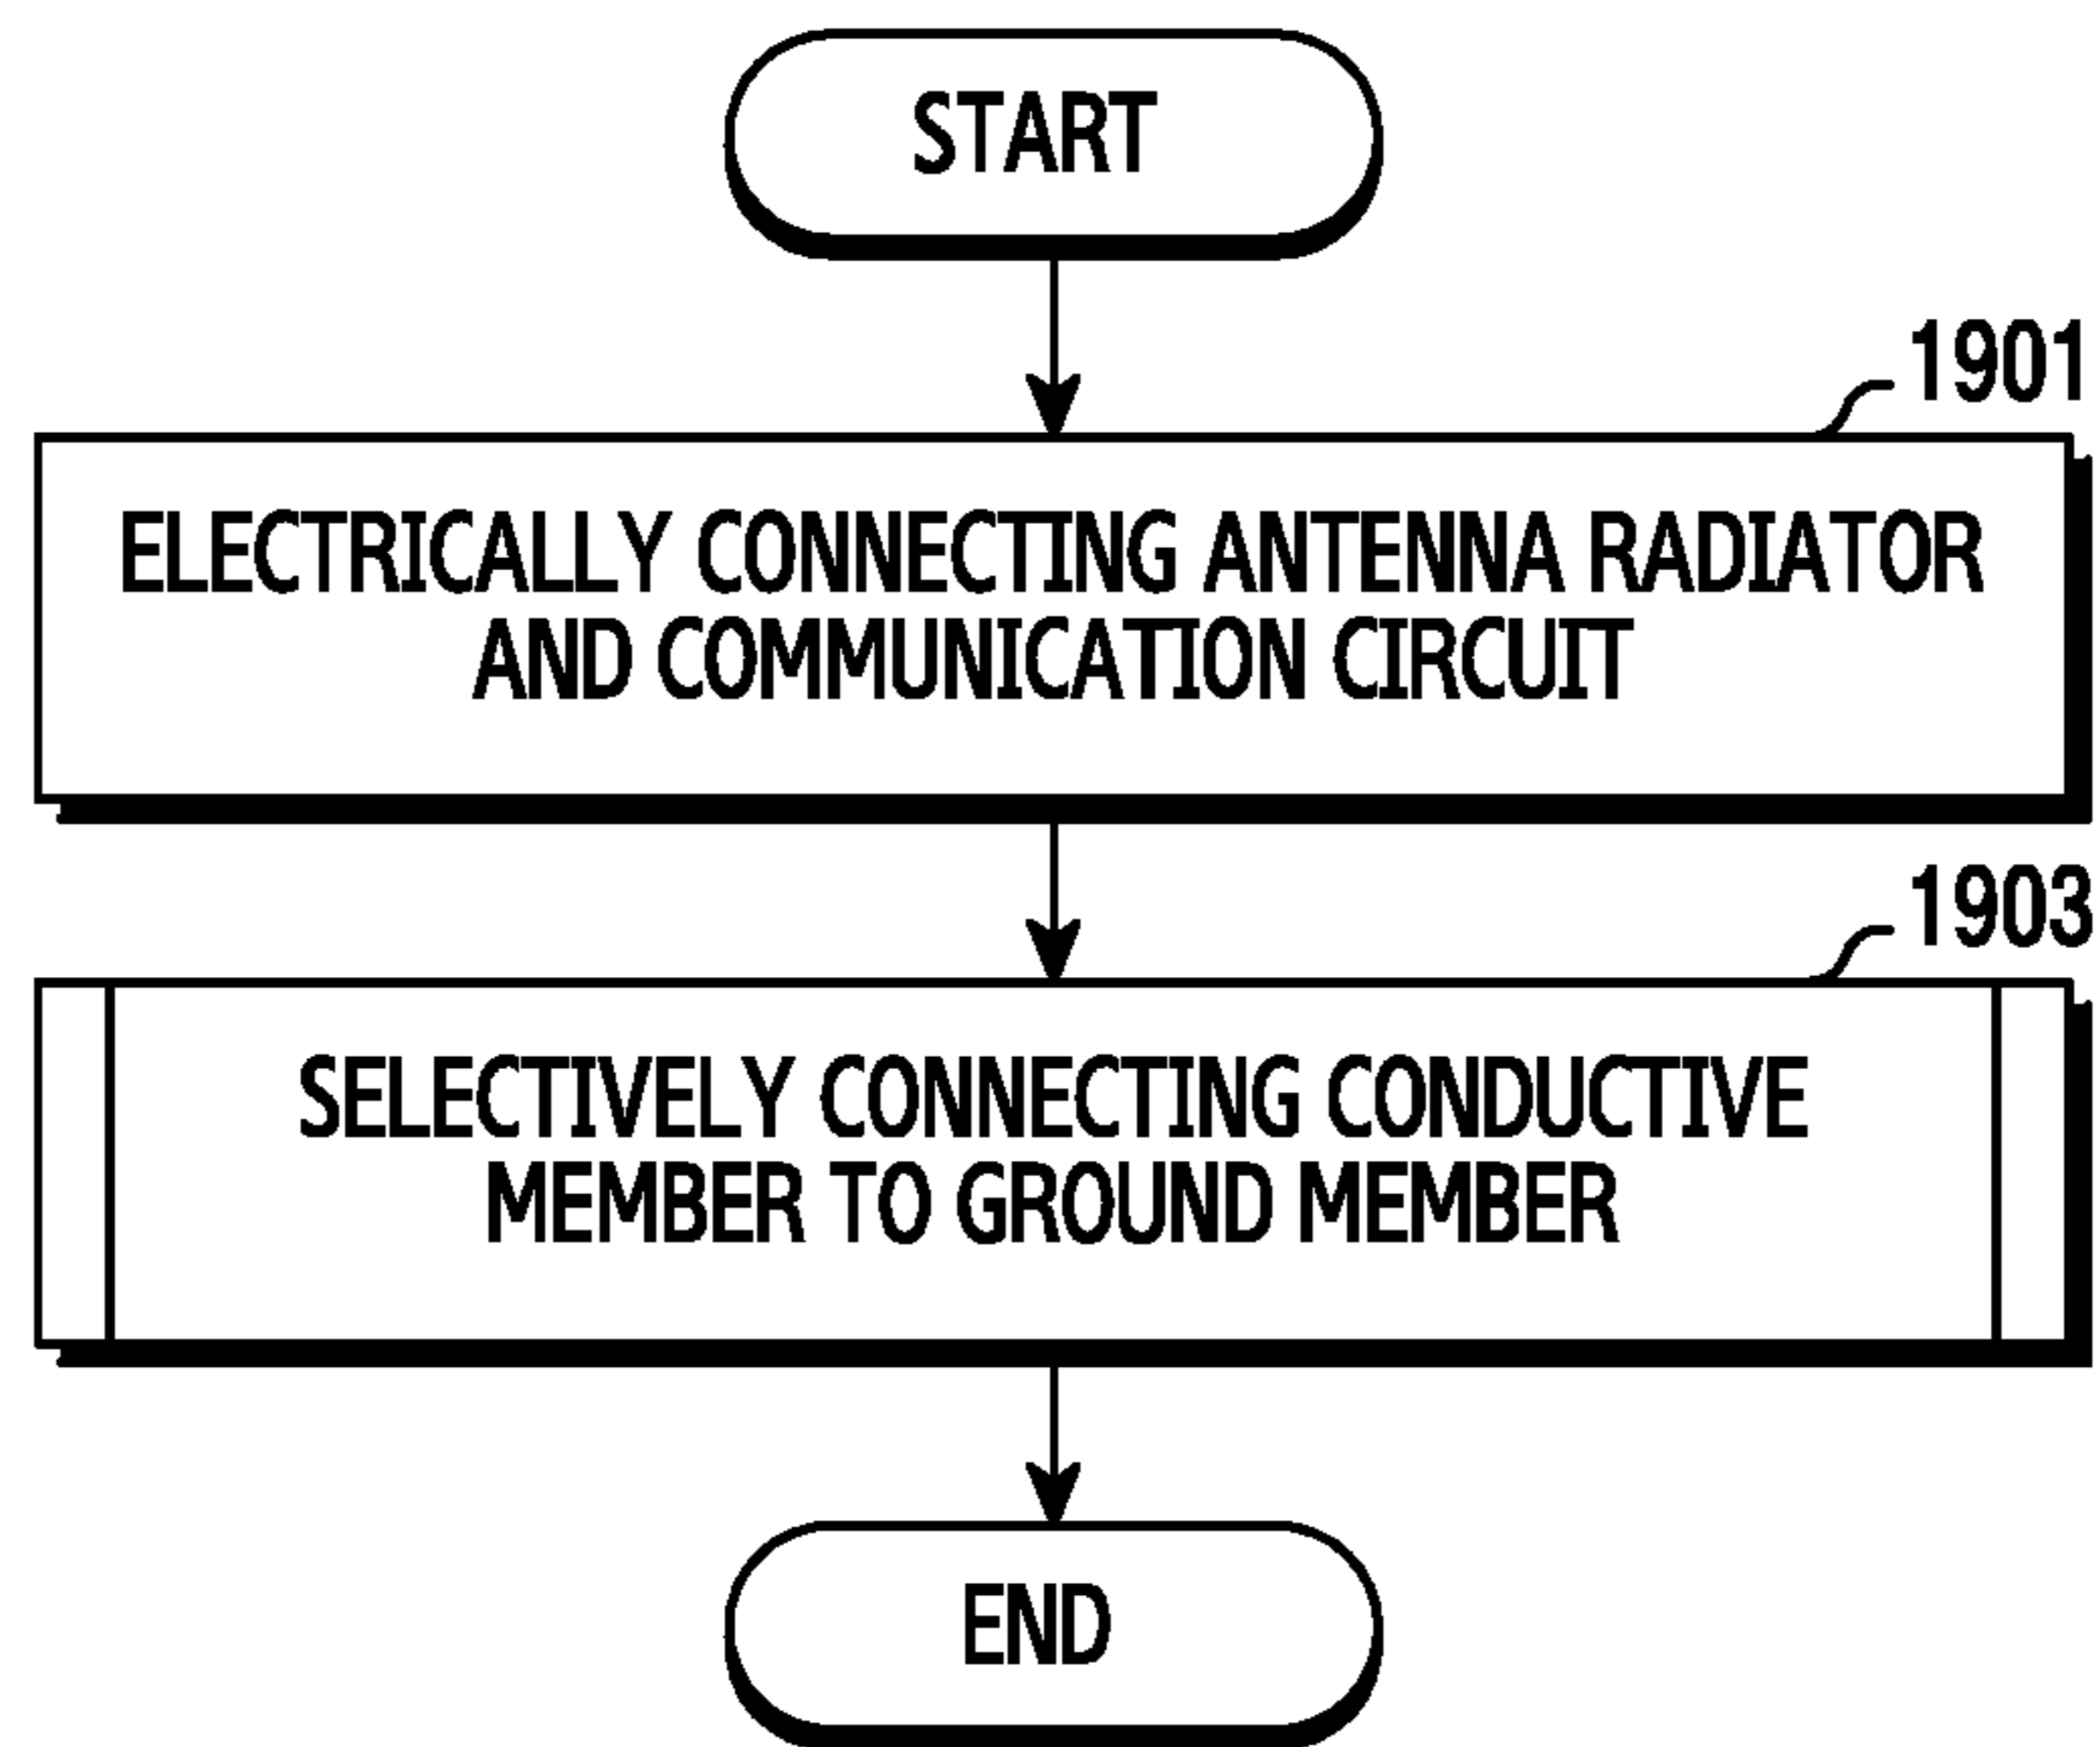 START
1901
ELECTRICALLY CONNECTING ANTENNA RADIATOR
AND COMMUNICATION CIRCUIT
1903
SELECTIVELY CONNECTING CONDUCTIVE
MEMBER TO GROUND MEMBER
END